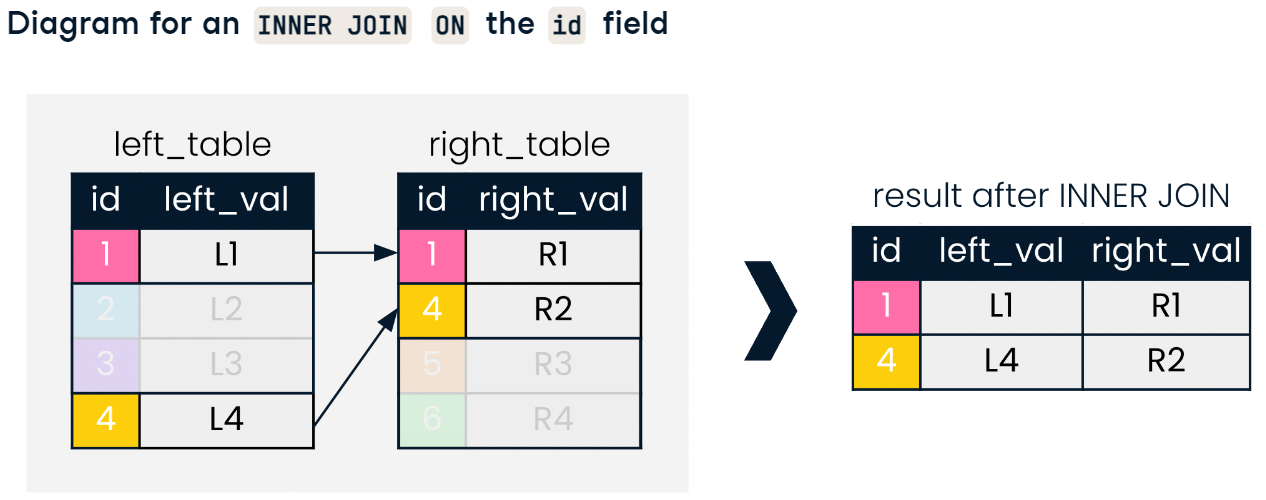 Diagram for an INNER JOIN ON the id field
left_table
id left_val
1 L1
2 L2
3 L3
4 L4
right_table
id right_val
1 R1
4 R2
5 R3
6 R4
result after INNER JOIN
id left_val right_val
1 L1 R1
4 L4 R2